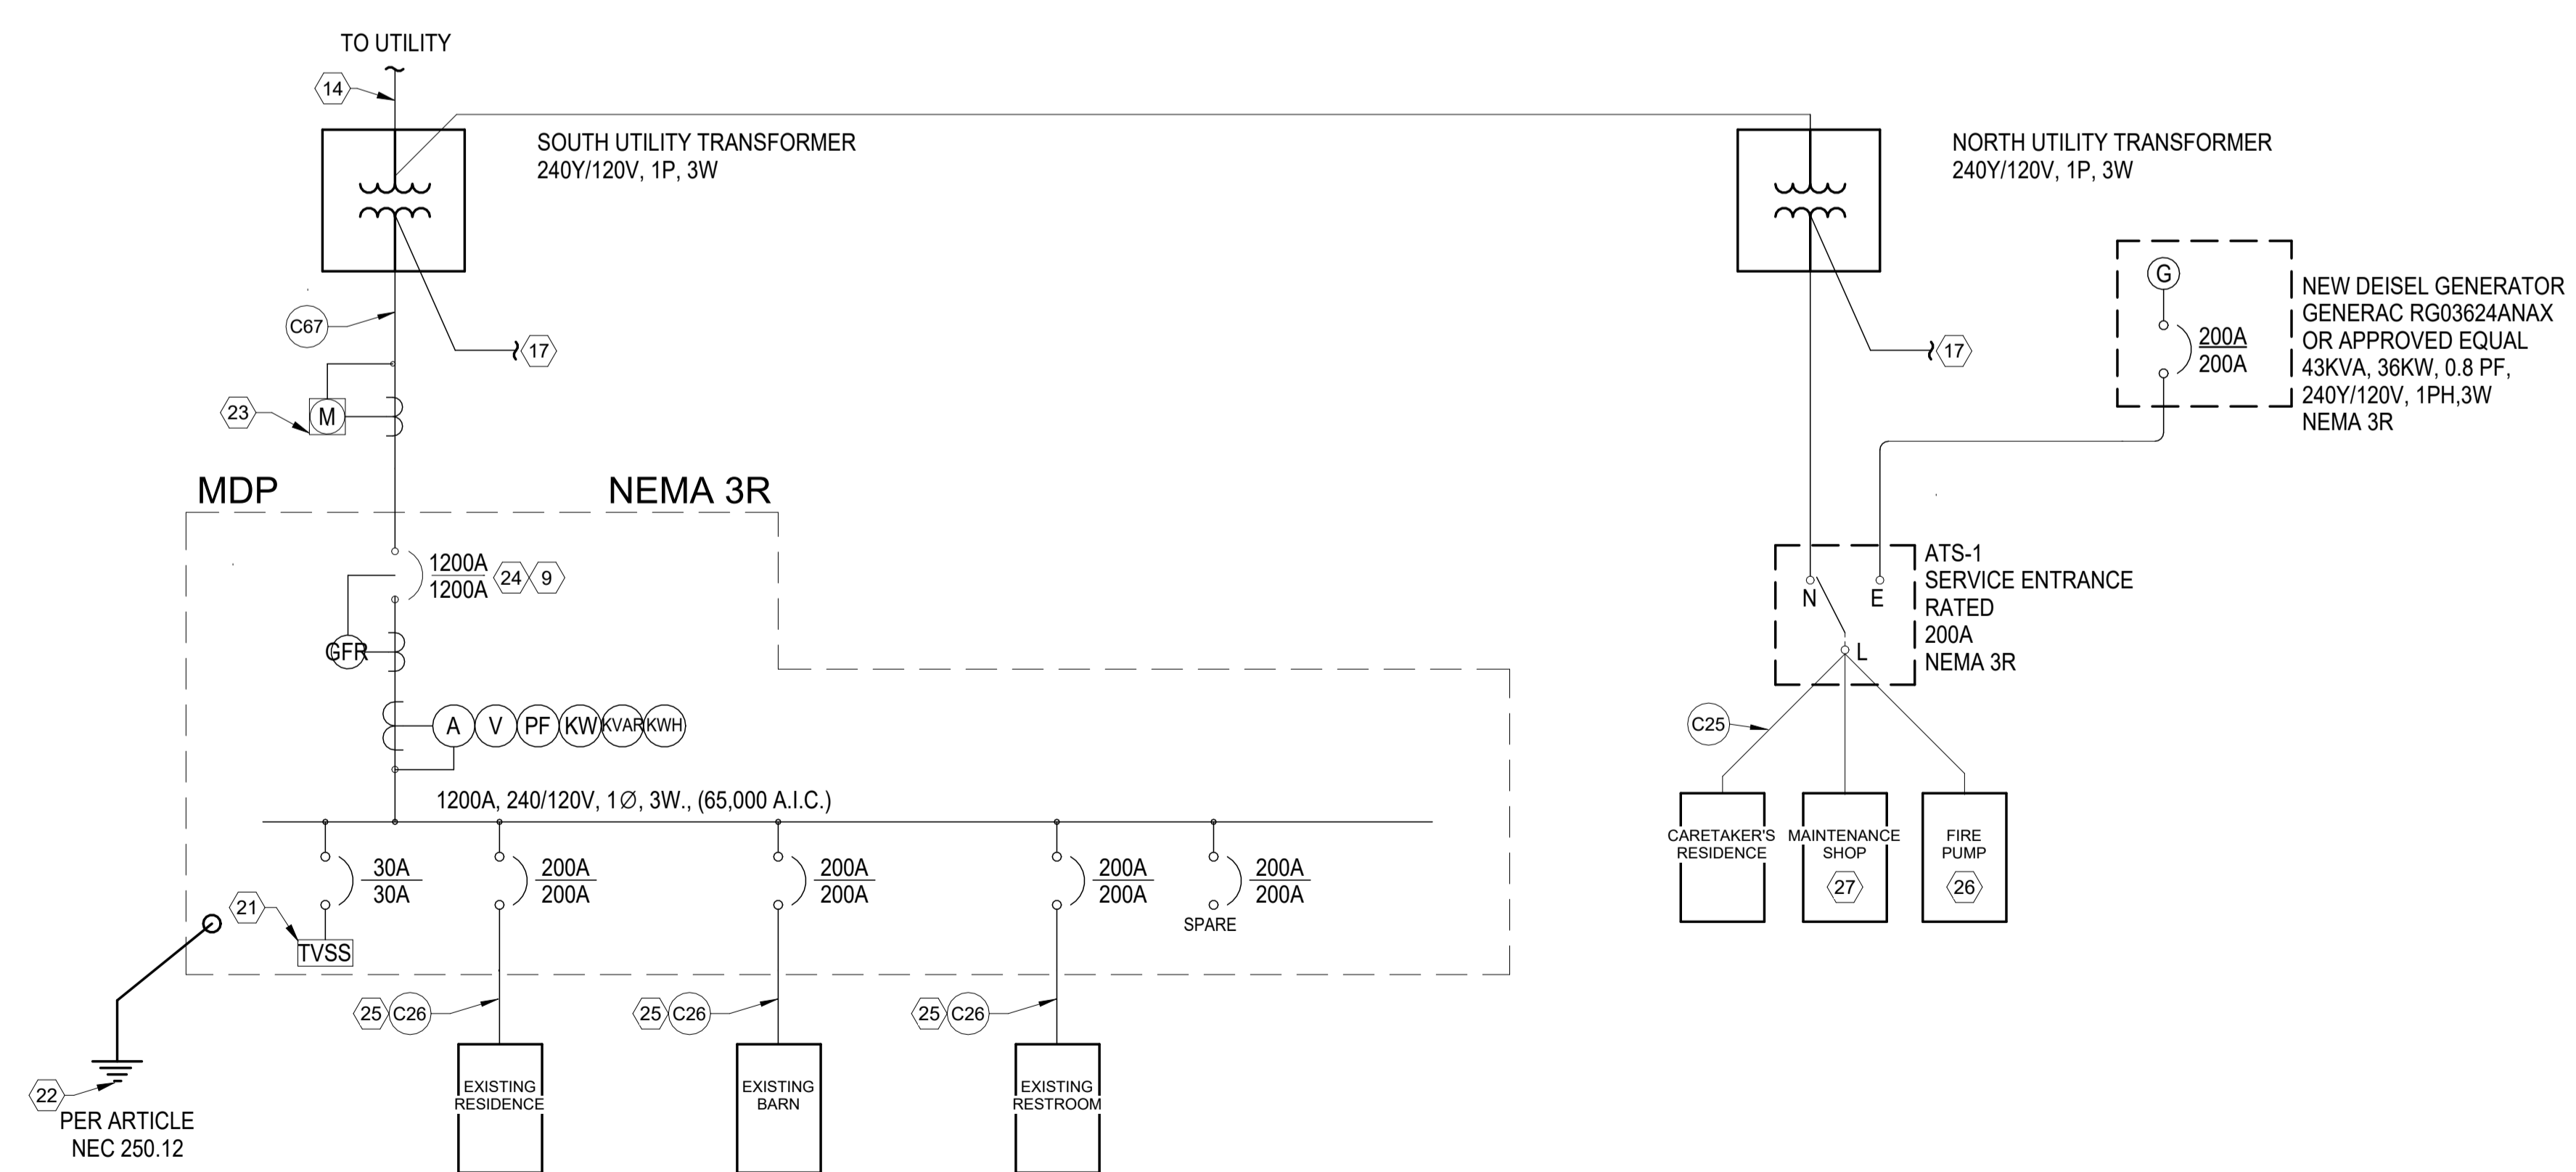 TO UTILITY
14
SOUTH UTILITY TRANSFORMER
240Y/120V, 1P, 3W
NORTH UTILITY TRANSFORMER
240Y/120V, 1P, 3W
C67
17
17
G
200A
200A
NEW DEISEL GENERATOR
GENERAC RG03624ANAX
OR APPROVED EQUAL
43KVA, 36KW, 0.8 PF,
240Y/120V, 1PH,3W
NEMA 3R
23
M
MDP
NEMA 3R
1200A
1200A
24
9
GFR
A
V
PF
KW
KVAR
KWH
1200A, 240/120V, 1Ø, 3W., (65,000 A.I.C.)
ATS-1
SERVICE ENTRANCE
RATED
200A
NEMA 3R
N
E
L
C25
CARETAKER'S
RESIDENCE
MAINTENANCE
SHOP
27
FIRE
PUMP
26
30A
30A
200A
200A
200A
200A
200A
200A
200A
200A
SPARE
21
TVSS
25
C26
25
C26
25
C26
EXISTING
RESIDENCE
EXISTING
BARN
EXISTING
RESTROOM
22
PER ARTICLE
NEC 250.12